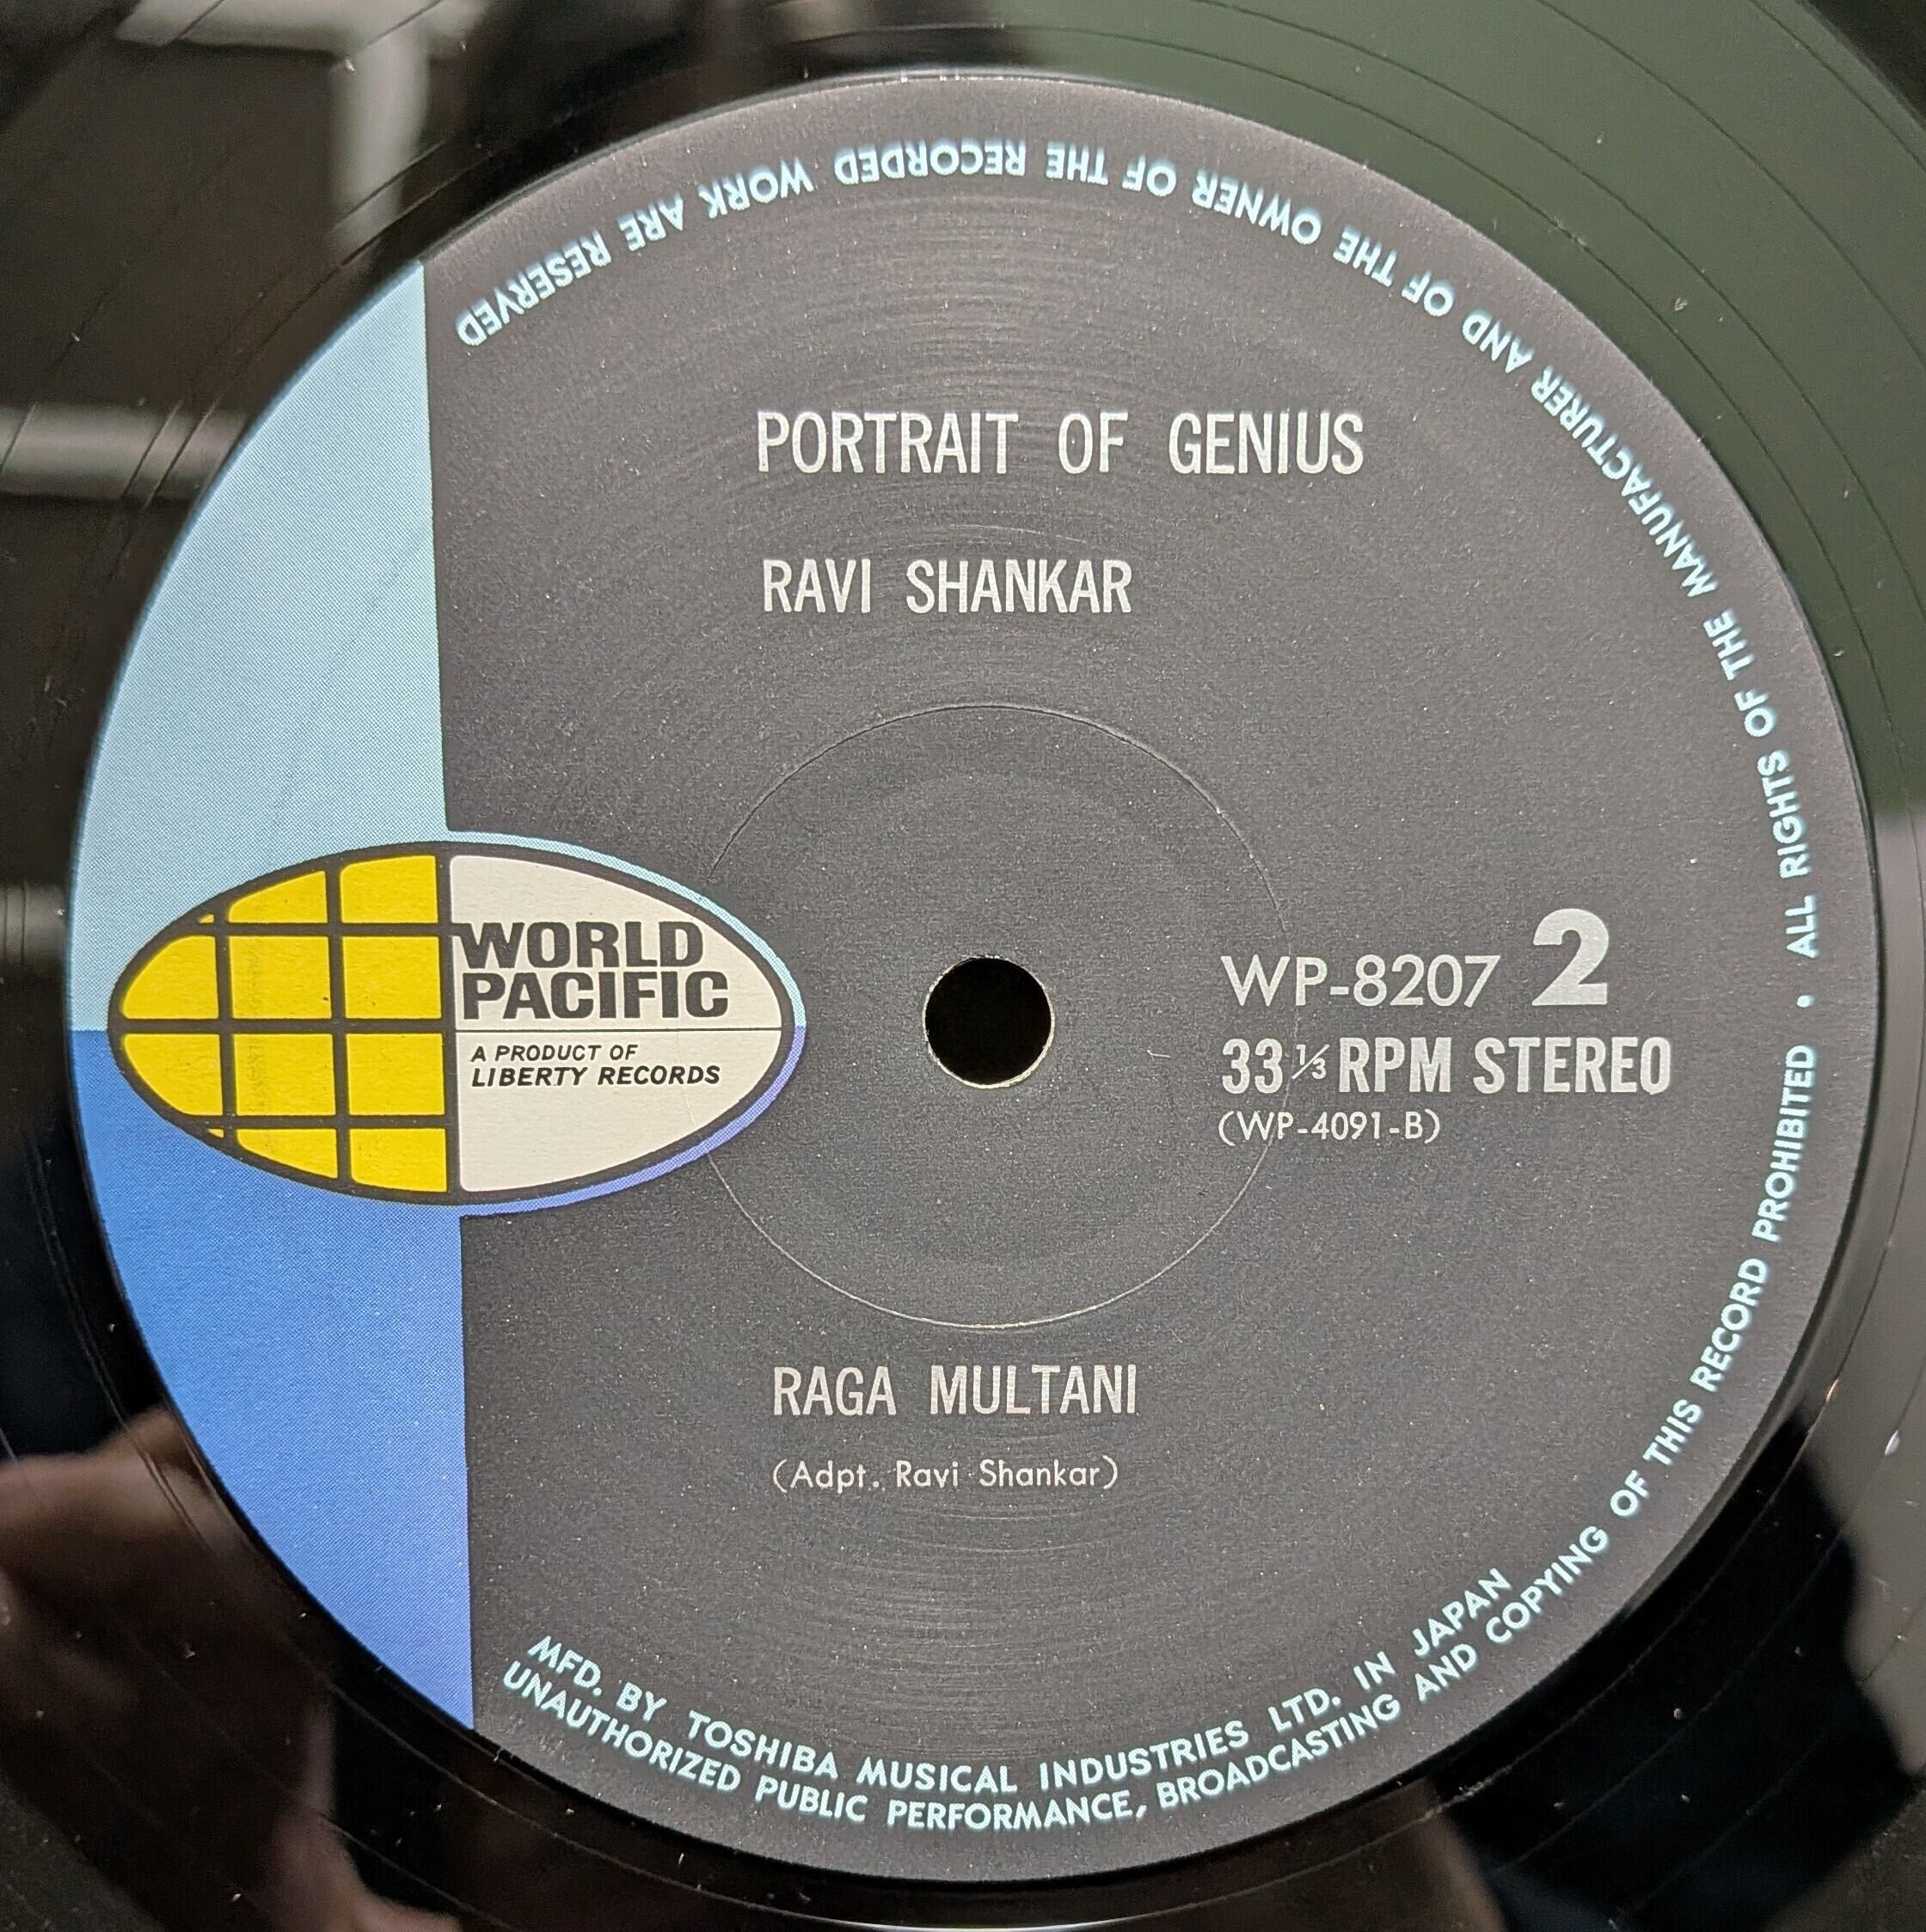 PORTRAIT OF GENIUS
RAVI SHANKAR
WORLD
PACIFIC
A PRODUCT OF
LIBERTY RECORDS
WP-8207 2
33 1/3 RPM STEREO
(WP-4091-B)
RAGA MULTANI
(Adpt. Ravi Shankar)
MFD. BY TOSHIBA MUSICAL INDUSTRIES LTD. IN JAPAN
UNAUTHORIZED PUBLIC PERFORMANCE, BROADCASTING AND COPYING OF THIS RECORD PROHIBITED • ALL RIGHTS OF THE MANUFACTURER AND OF THE OWNER OF THE RECORDED WORK ARE RESERVED